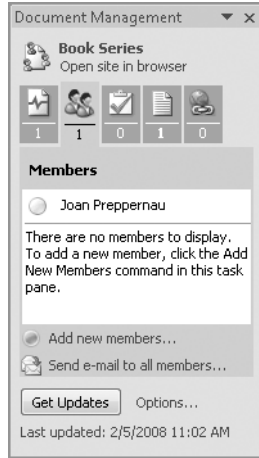 Document Management
Book Series
Open site in browser
1 1 0 1 0
Members
Joan Preppernau
There are no members to display.
To add a new member, click the Add
New Members command in this task
pane.
Add new members...
Send e-mail to all members...
Get Updates Options...
Last updated: 2/5/2008 11:02 AM